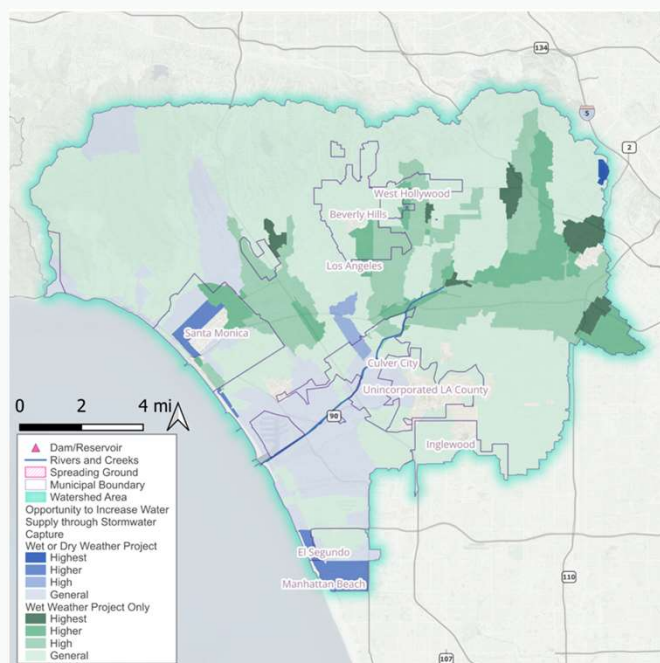 134
5
2
West Hollywood
Beverly Hills
Los Angeles
Santa Monica
Culver City
Unincorporated LA County
90
Inglewood
El Segundo
Manhattan Beach
110
107
0 2 4 mi
Dam/Reservoir
Rivers and Creeks
Spreading Ground
Municipal Boundary
Watershed Area
Opportunity to Increase Water
Supply through Stormwater
Capture
Wet or Dry Weather Project
Highest
Higher
High
General
Wet Weather Project Only
Highest
Higher
High
General